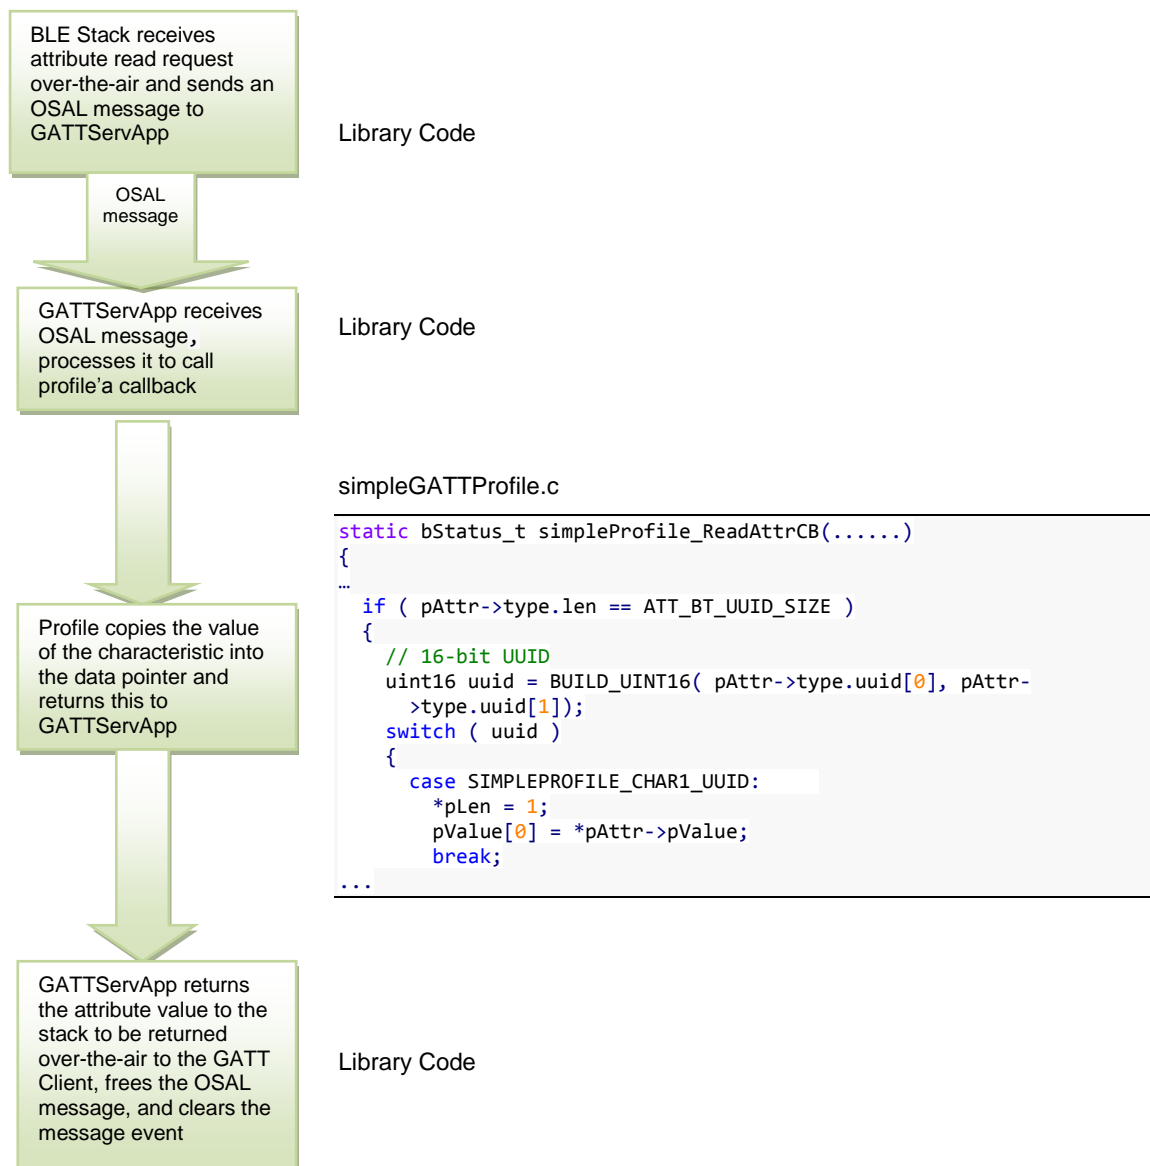 BLE Stack receives
attribute read request
over-the-air and sends an
OSAL message to
GATTServApp
Library Code
OSAL
message
GATTServApp receives
OSAL message,
processes it to call
profile'a callback
Library Code
simpleGATTProfile.c
static bStatus_t simpleProfile_ReadAttrCB(......)
{
…
if ( pAttr->type.len == ATT_BT_UUID_SIZE )
{
// 16-bit UUID
uint16 uuid = BUILD_UINT16( pAttr->type.uuid[0], pAttr-
>type.uuid[1]);
switch ( uuid )
{
case SIMPLEPROFILE_CHAR1_UUID:
*pLen = 1;
pValue[0] = *pAttr->pValue;
break;
...
Profile copies the value
of the characteristic into
the data pointer and
returns this to
GATTServApp
GATTServApp returns
the attribute value to the
stack to be returned
over-the-air to the GATT
Client, frees the OSAL
message, and clears the
message event
Library Code